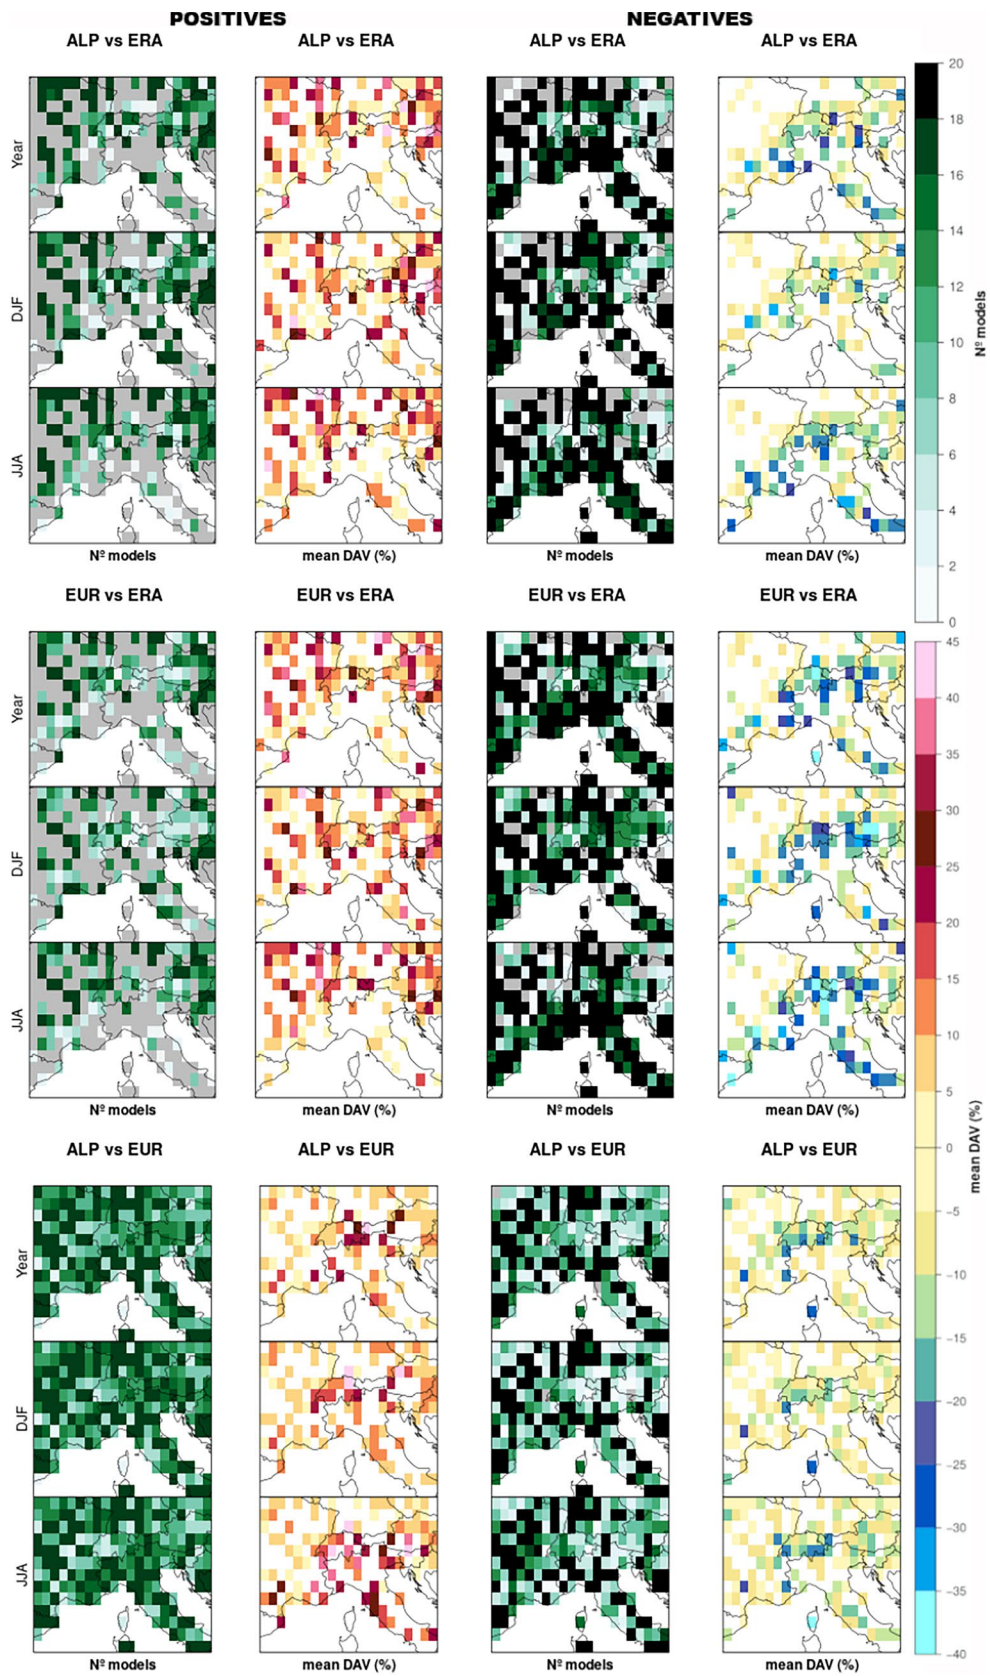 POSITIVES NEGATIVES
ALP vs ERA ALP vs ERA ALP vs ERA ALP vs ERA
Year
DJF
JJA
Nº models mean DAV (%) Nº models mean DAV (%)
20
18
16
14
12
10
8
6
4
2
0
Nº models
EUR vs ERA EUR vs ERA EUR vs ERA EUR vs ERA
Year
DJF
JJA
Nº models mean DAV (%) Nº models mean DAV (%)
45
40
35
30
25
20
15
10
5
0
−5
−10
−15
−20
−25
−30
−35
−40
mean DAV (%)
ALP vs EUR ALP vs EUR ALP vs EUR ALP vs EUR
Year
DJF
JJA
Nº models mean DAV (%) Nº models mean DAV (%)